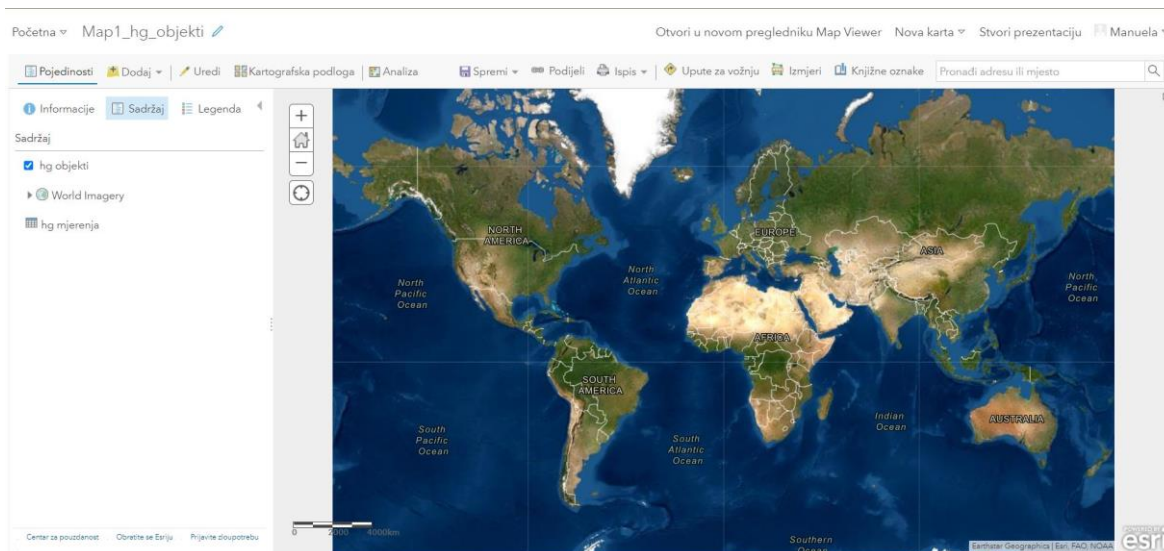 Početna Map1_hg_objekti Otvori u novom pregledniku Map Viewer Nova karta Stvori prezentaciju Manuela
Pojedinosti Dodaj Uredi Kartografska podloga Analiza Spremi Podijeli Ispis Upute za vožnju Izmjeri Knjižne oznake Pronađi adresu ili mjesto
Informacije Sadržaj Legenda
Sadržaj
hg objekti
World Imagery
hg mjerenja
+
−
NORTH
AMERICA
EUROPE
ASIA
North
Pacific
Ocean
North
Atlantic
Ocean
North
Pacific
Ocean
AFRICA
SOUTH
AMERICA
South
Pacific
Ocean
South
Atlantic
Ocean
Indian
Ocean
AUSTRALIA
Southern
Ocean
0 2000 4000km
Centar za pouzdanost Obratite se Esriju Prijavite zloupotrebu
Earthstar Geographics | Esri, FAO, NOAA
POWERED BY
esri